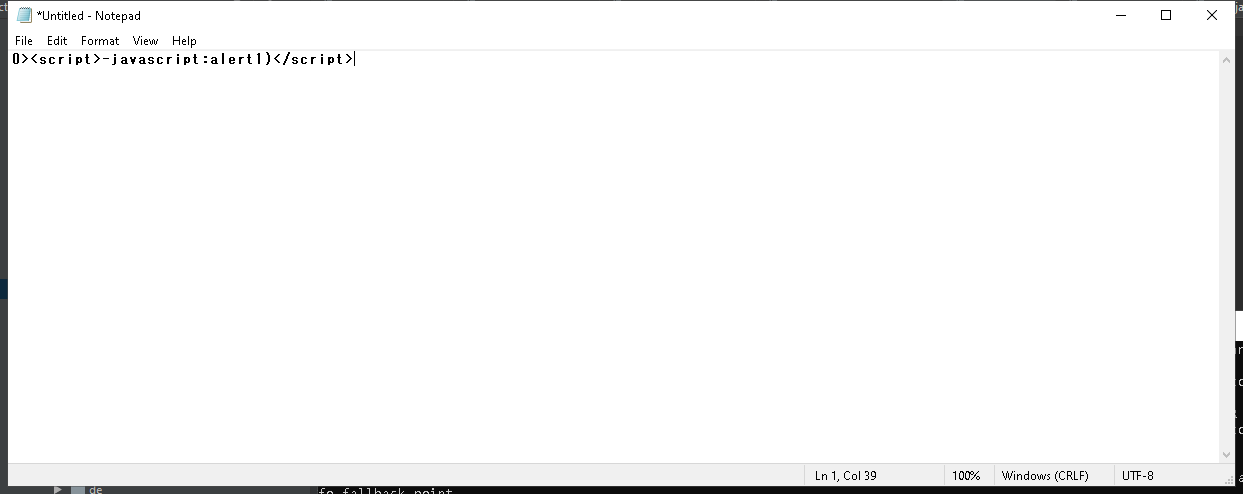 *Untitled - Notepad
File Edit Format View Help
0><script>-javascript:alert1)</script>
Ln 1, Col 39 100% Windows (CRLF) UTF-8
de
fo fallback point